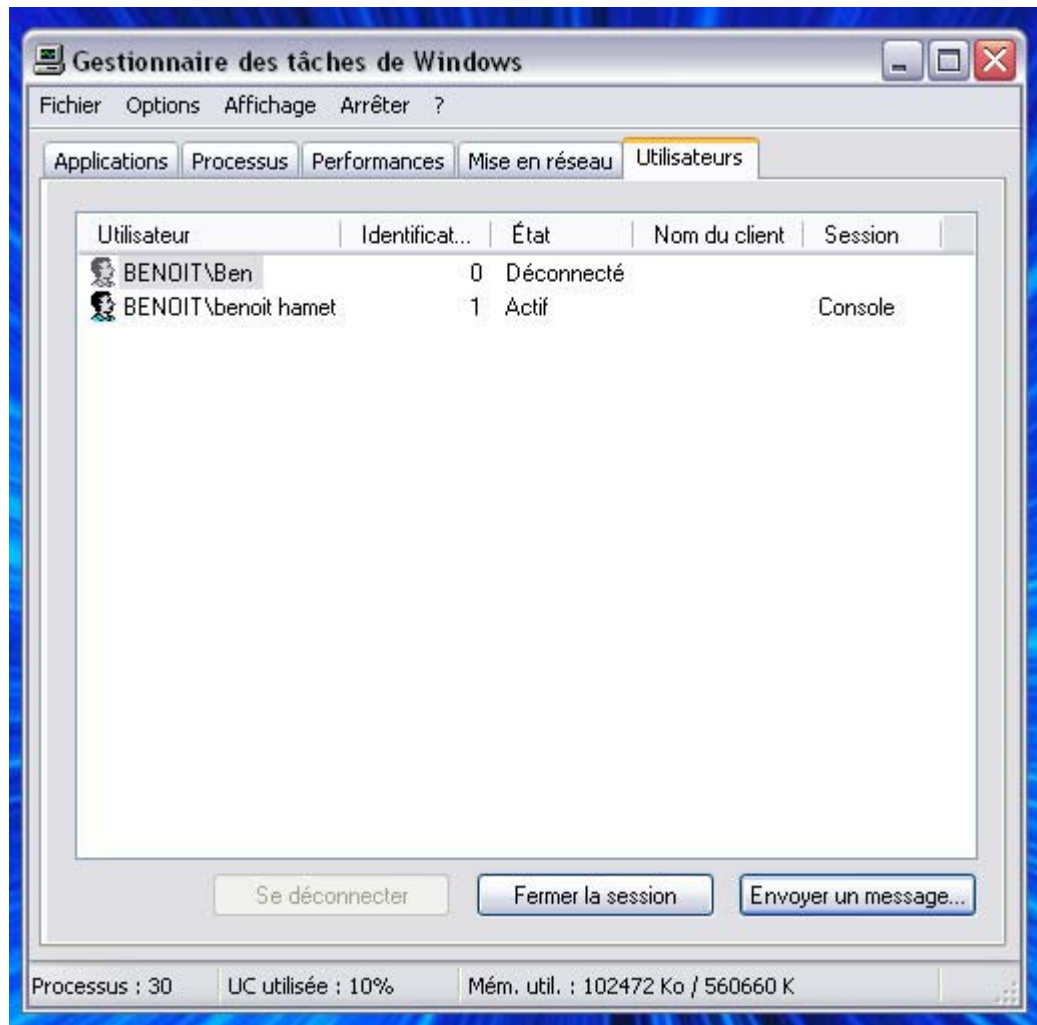 Gestionnaire des tâches de Windows
Fichier Options Affichage Arrêter ?
Applications Processus Performances Mise en réseau Utilisateurs
Utilisateur Identificat... État Nom du client Session
BENOIT\Ben 0 Déconnecté
BENOIT\benoit hamet 1 Actif Console
Se déconnecter Fermer la session Envoyer un message...
Processus : 30 UC utilisée : 10% Mém. util. : 102472 Ko / 560660 K